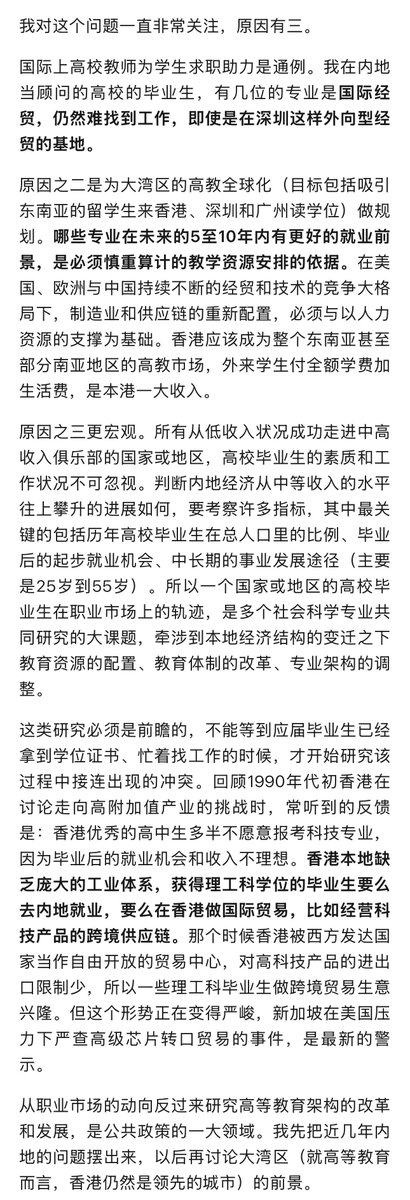 我对这个问题一直非常关注，原因有三。
国际上高校教师为学生求职助力是通例。我在内地
当顾问的高校的毕业生，有几位的专业是国际经
贸，仍然难找到工作，即使是在深圳这样外向型经
贸的基地。
原因之二是为大湾区的高教全球化（目标包括吸引
东南亚的留学生来香港、深圳和广州读学位）做规
划。哪些专业在未来的5至10年内有更好的就业前
景，是必须慎重算计的教学资源安排的依据。在美
国、欧洲与中国持续不断的经贸和技术的竞争大格
局下，制造业和供应链的重新配置，必须与以人力
资源的支撑为基础。香港应该成为整个东南亚甚至
部分南亚地区的高教市场，外来学生付全额学费加
生活费，是本港一大收入。
原因之三更宏观。所有从低收入状况成功走进中高
收入俱乐部的国家或地区，高校毕业生的素质和工
作状况不可忽视。判断内地经济从中等收入的水平
往上攀升的进展如何，要考察许多指标，其中最关
键的包括历年高校毕业生在总人口里的比例、毕业
后的起步就业机会、中长期的事业发展途径（主要
是25岁到55岁）。所以一个国家或地区的高校毕
业生在职业市场上的轨迹，是多个社会科学专业共
同研究的大课题，牵涉到本地经济结构的变迁之下
教育资源的配置、教育体制的改革、专业架构的调
整。
这类研究必须是前瞻的，不能等到应届毕业生已经
拿到学位证书、忙着找工作的时候，才开始研究该
过程中接连出现的冲突。回顾1990年代初香港在
讨论走向高附加值产业的挑战时，常听到的反馈
是：香港优秀的高中生多半不愿意报考科技专业，
因为毕业后的就业机会和收入不理想。香港本地缺
乏庞大的工业体系，获得理工科学位的毕业生要么
去内地就业，要么在香港做国际贸易，比如经营科
技产品的跨境供应链。那个时候香港被西方发达国
家当作自由开放的贸易中心，对高科技产品的进出
口限制少，所以一些理工科毕业生做跨境贸易生意
兴隆。但这个形势正在变得严峻，新加坡在美国压
力下严查高级芯片转口贸易的事件，是最新的警
示。
从职业市场的动向反过来研究高等教育架构的改革
和发展，是公共政策的一大领域。我先把近几年内
地的问题摆出来，以后再讨论大湾区（就高等教育
而言，香港仍然是领先的城市）的前景。